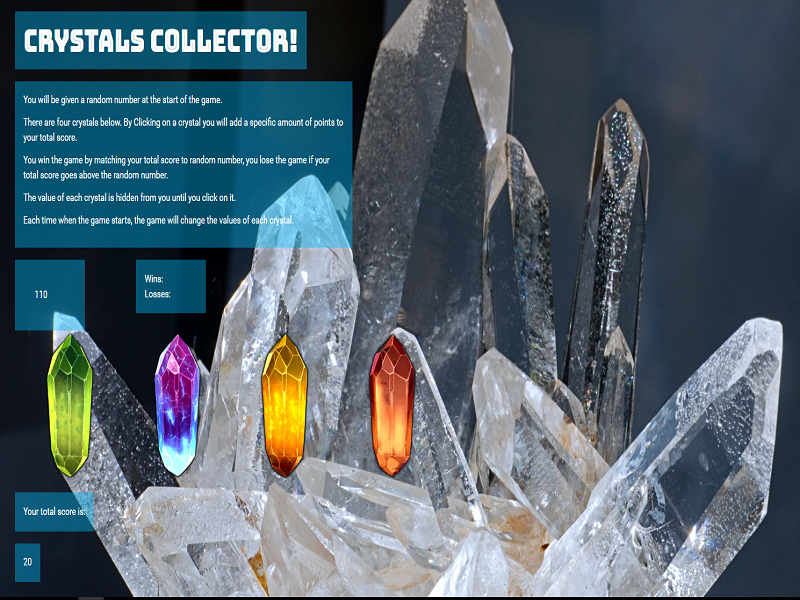 CRYSTALS COLLECTOR!
You will be given a random number at the start of the game.
There are four crystals below. By Clicking on a crystal you will add a specific amount of points to
your total score.
You win the game by matching your total score to random number, you lose the game if your
total score goes above the random number.
The value of each crystal is hidden from you until you click on it.
Each time when the game starts, the game will change the values of each crystal.
110
Wins:
Losses:
Your total score is:
20